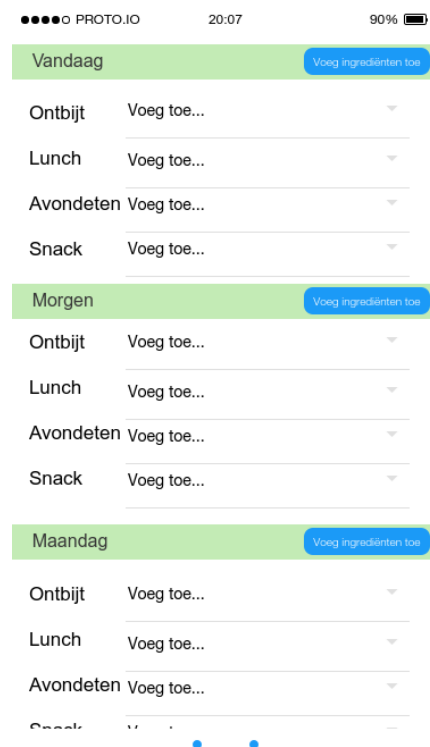 PROTO.IO 20:07 90%
Vandaag Voeg ingrediënten toe
Ontbijt Voeg toe...
Lunch Voeg toe...
Avondeten Voeg toe...
Snack Voeg toe...
Morgen Voeg ingrediënten toe
Ontbijt Voeg toe...
Lunch Voeg toe...
Avondeten Voeg toe...
Snack Voeg toe...
Maandag Voeg ingrediënten toe
Ontbijt Voeg toe...
Lunch Voeg toe...
Avondeten Voeg toe...
Snack